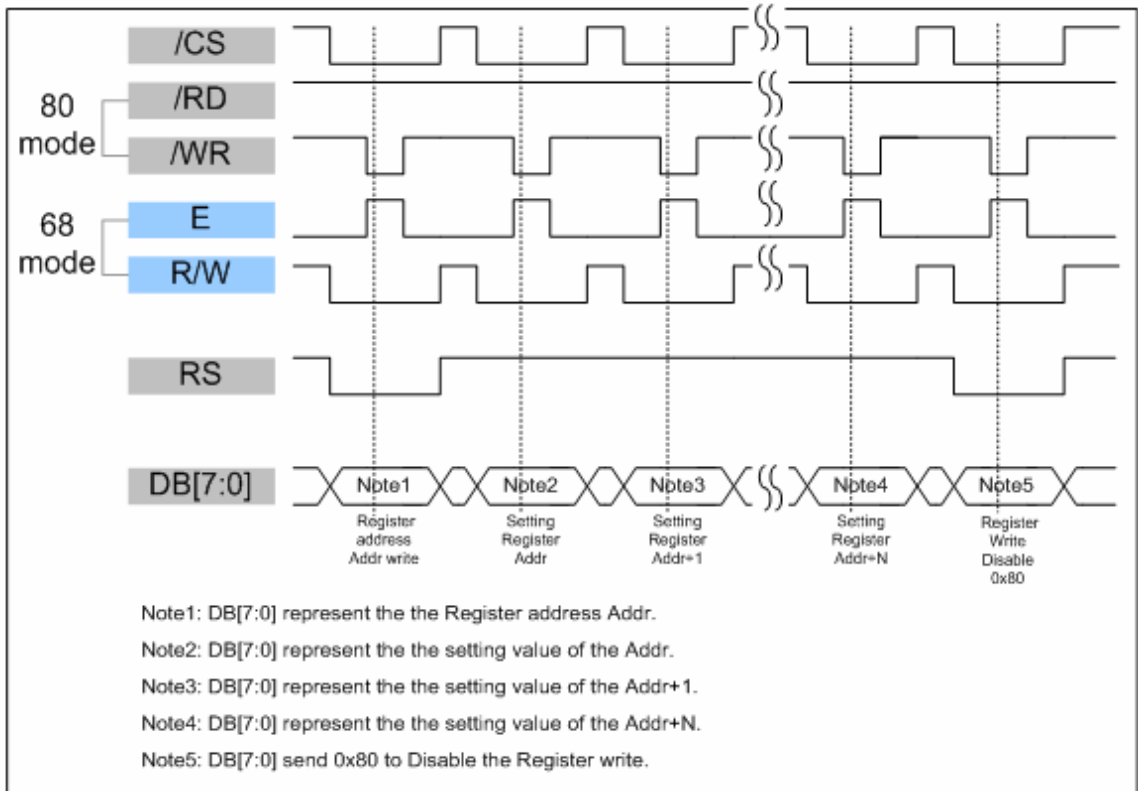 /CS
80
mode
/RD
/WR
68
mode
E
R/W
RS
DB[7:0]
Note1
Note2
Note3
Note4
Note5
Register
address
Addr write
Setting
Register
Addr
Setting
Register
Addr+1
Setting
Register
Addr+N
Register
Write
Disable
0x80
Note1: DB[7:0] represent the the Register address Addr.
Note2: DB[7:0] represent the the setting value of the Addr.
Note3: DB[7:0] represent the the setting value of the Addr+1.
Note4: DB[7:0] represent the the setting value of the Addr+N.
Note5: DB[7:0] send 0x80 to Disable the Register write.